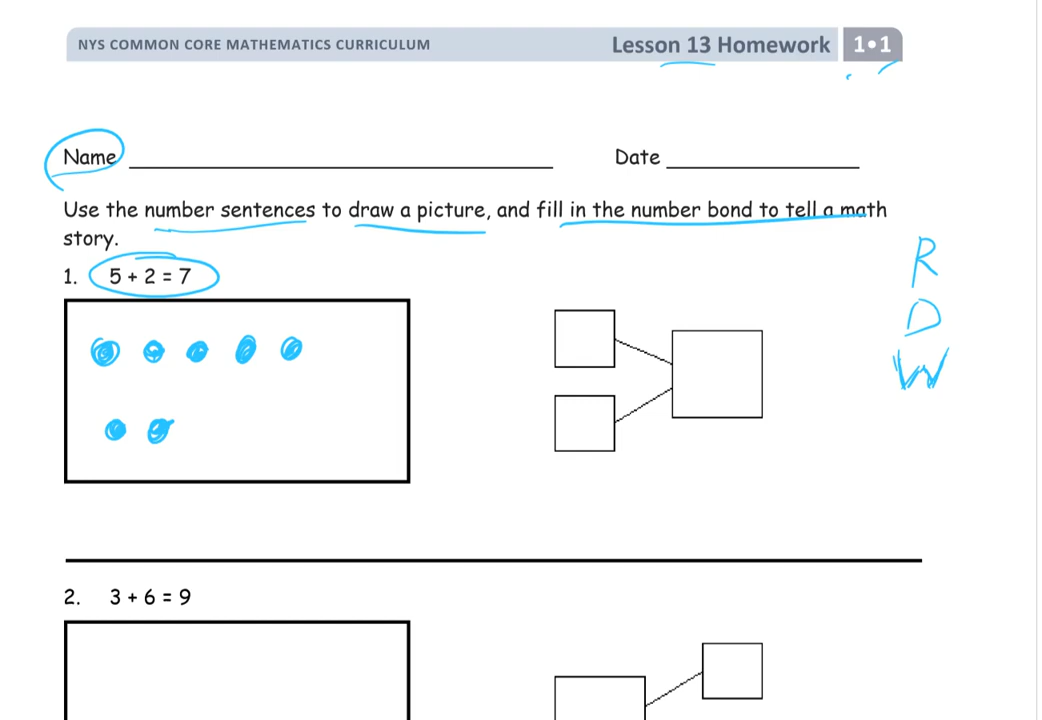 NYS COMMON CORE MATHEMATICS CURRICULUM
Lesson 13 Homework 1•1
Name
Date
Use the number sentences to draw a picture, and fill in the number bond to tell a math
story.
1. 5 + 2 = 7
R
D
W
2. 3 + 6 = 9